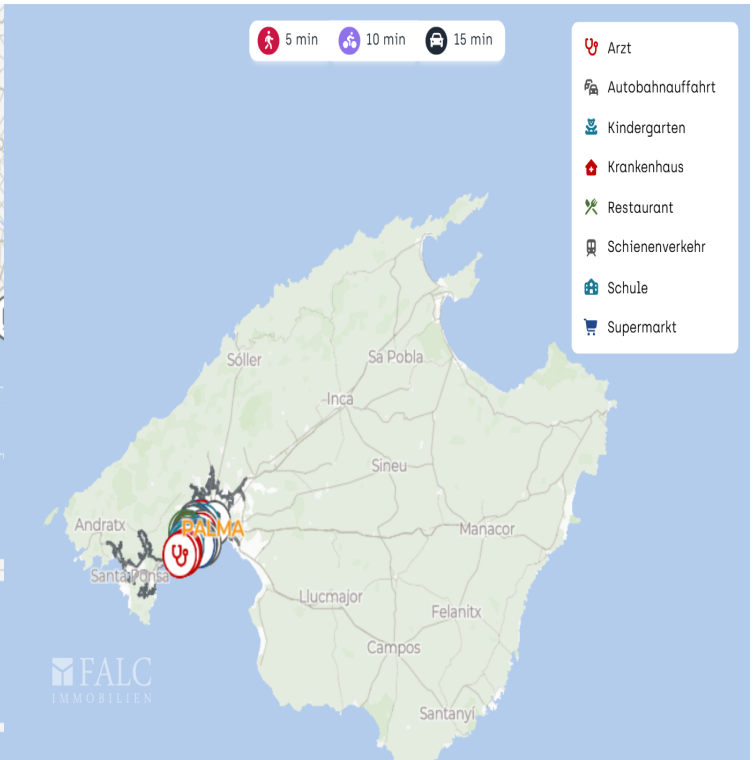 5 min
10 min
15 min
Arzt
Autobahnauffahrt
Kindergarten
Krankenhaus
Restaurant
Schienenverkehr
Schule
Supermarkt
Sóller
Sa Pobla
Inca
Sineu
Andratx
PALMA
Manacor
Santa Ponsa
Llucmajor
Felanitx
Campos
FALC
IMMOBILIEN
Santanyí